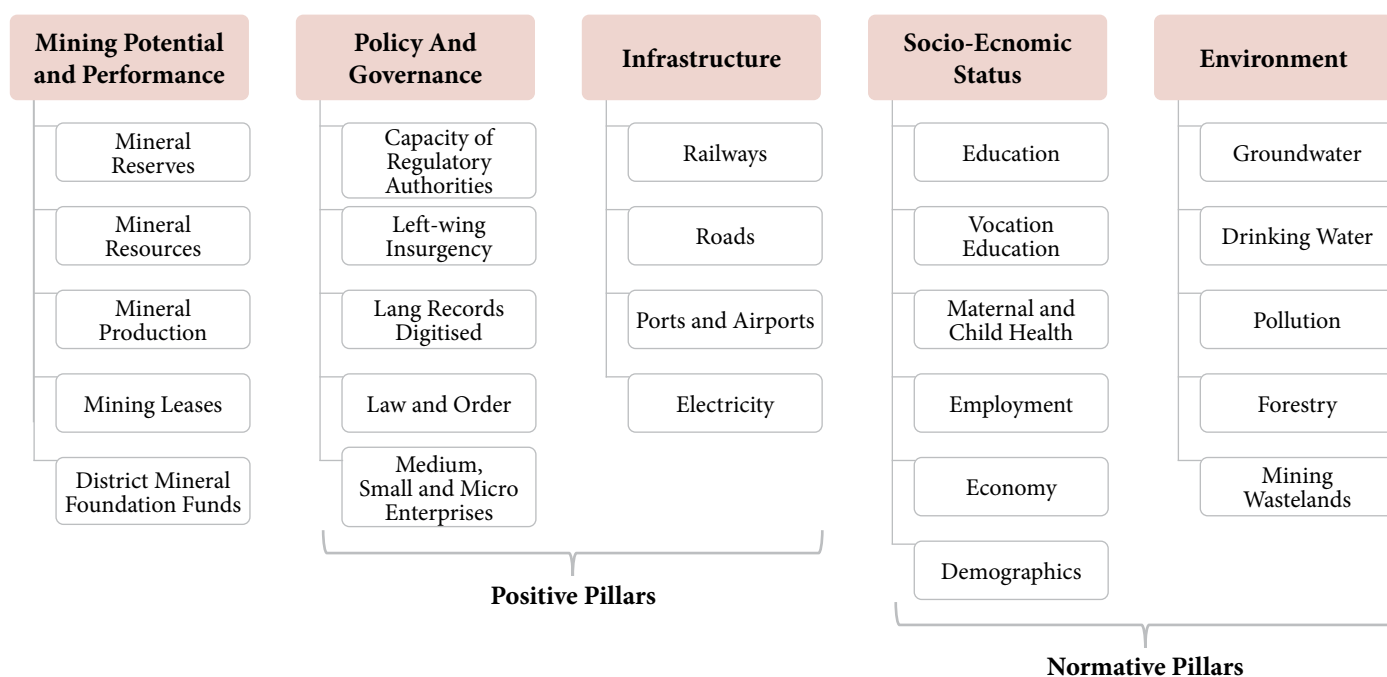 Mining Potential
and Performance
Mineral
Reserves
Mineral
Resources
Mineral
Production
Mining Leases
District Mineral
Foundation Funds
Policy And
Governance
Capacity of
Regulatory
Authorities
Left-wing
Insurgency
Lang Records
Digitised
Law and Order
Medium,
Small and Micro
Enterprises
Infrastructure
Railways
Roads
Ports and Airports
Electricity
Positive Pillars
Socio-Ecnomic
Status
Education
Vocation
Education
Maternal and
Child Health
Employment
Economy
Demographics
Environment
Groundwater
Drinking Water
Pollution
Forestry
Mining
Wastelands
Normative Pillars